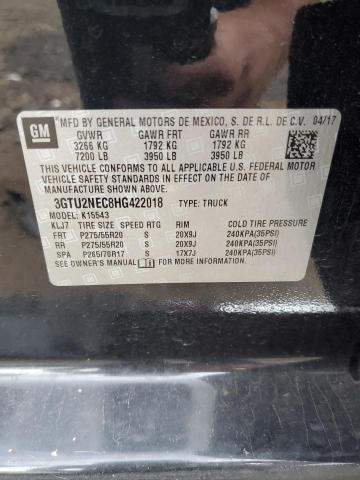 GM
MFD BY GENERAL MOTORS DE MEXICO, S. DE R.L. DE C.V. 04/17
GVWR GAWR FRT GAWR RR
3266 KG 1792 KG 1792 KG
7200 LB 3950 LB 3950 LB
THIS VEHICLE CONFORMS TO ALL APPLICABLE U.S. FEDERAL MOTOR
VEHICLE SAFETY STANDARDS IN EFFECT ON THE DATE OF
MANUFACTURE SHOWN ABOVE.
3GTU2NEC8HG422018 TYPE: TRUCK
MODEL: K15543
KLJ7 TIRE SIZE SPEED RTG RIM COLD TIRE PRESSURE
FRT P275/55R20 S 20X9J 240KPA(35PSI)
RR P275/55R20 S 20X9J 240KPA(35PSI)
SPA P265/70R17 S 17X7J 240KPA(35PSI)
SEE OWNER'S MANUAL FOR MORE INFORMATION